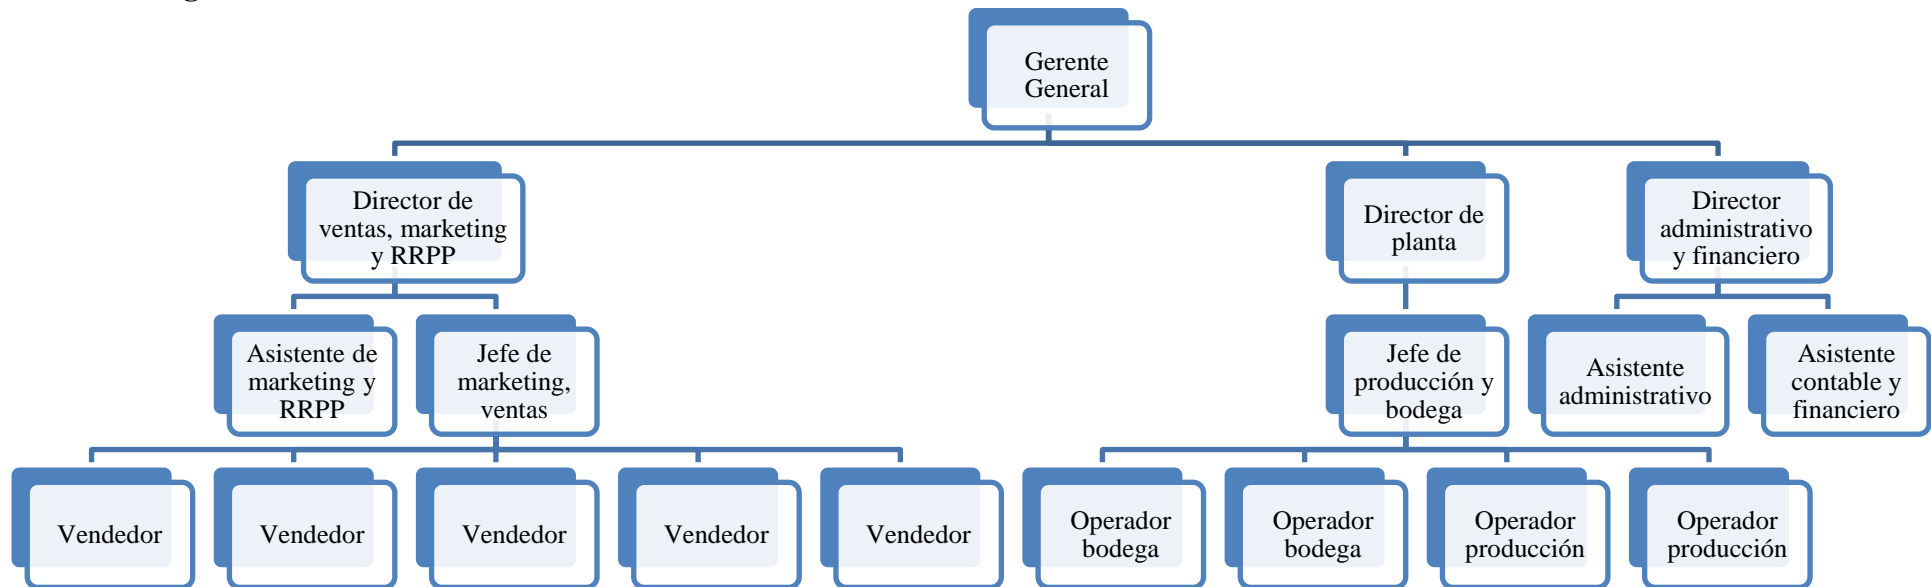 Gerente
General
Director de
ventas, marketing
y RRPP
Director de
planta
Director
administrativo
y financiero
Asistente de
marketing y
RRPP
Jefe de
marketing,
ventas
Jefe de
producción y
bodega
Asistente
administrativo
Asistente
contable y
financiero
Vendedor
Vendedor
Vendedor
Vendedor
Vendedor
Operador
bodega
Operador
bodega
Operador
producción
Operador
producción